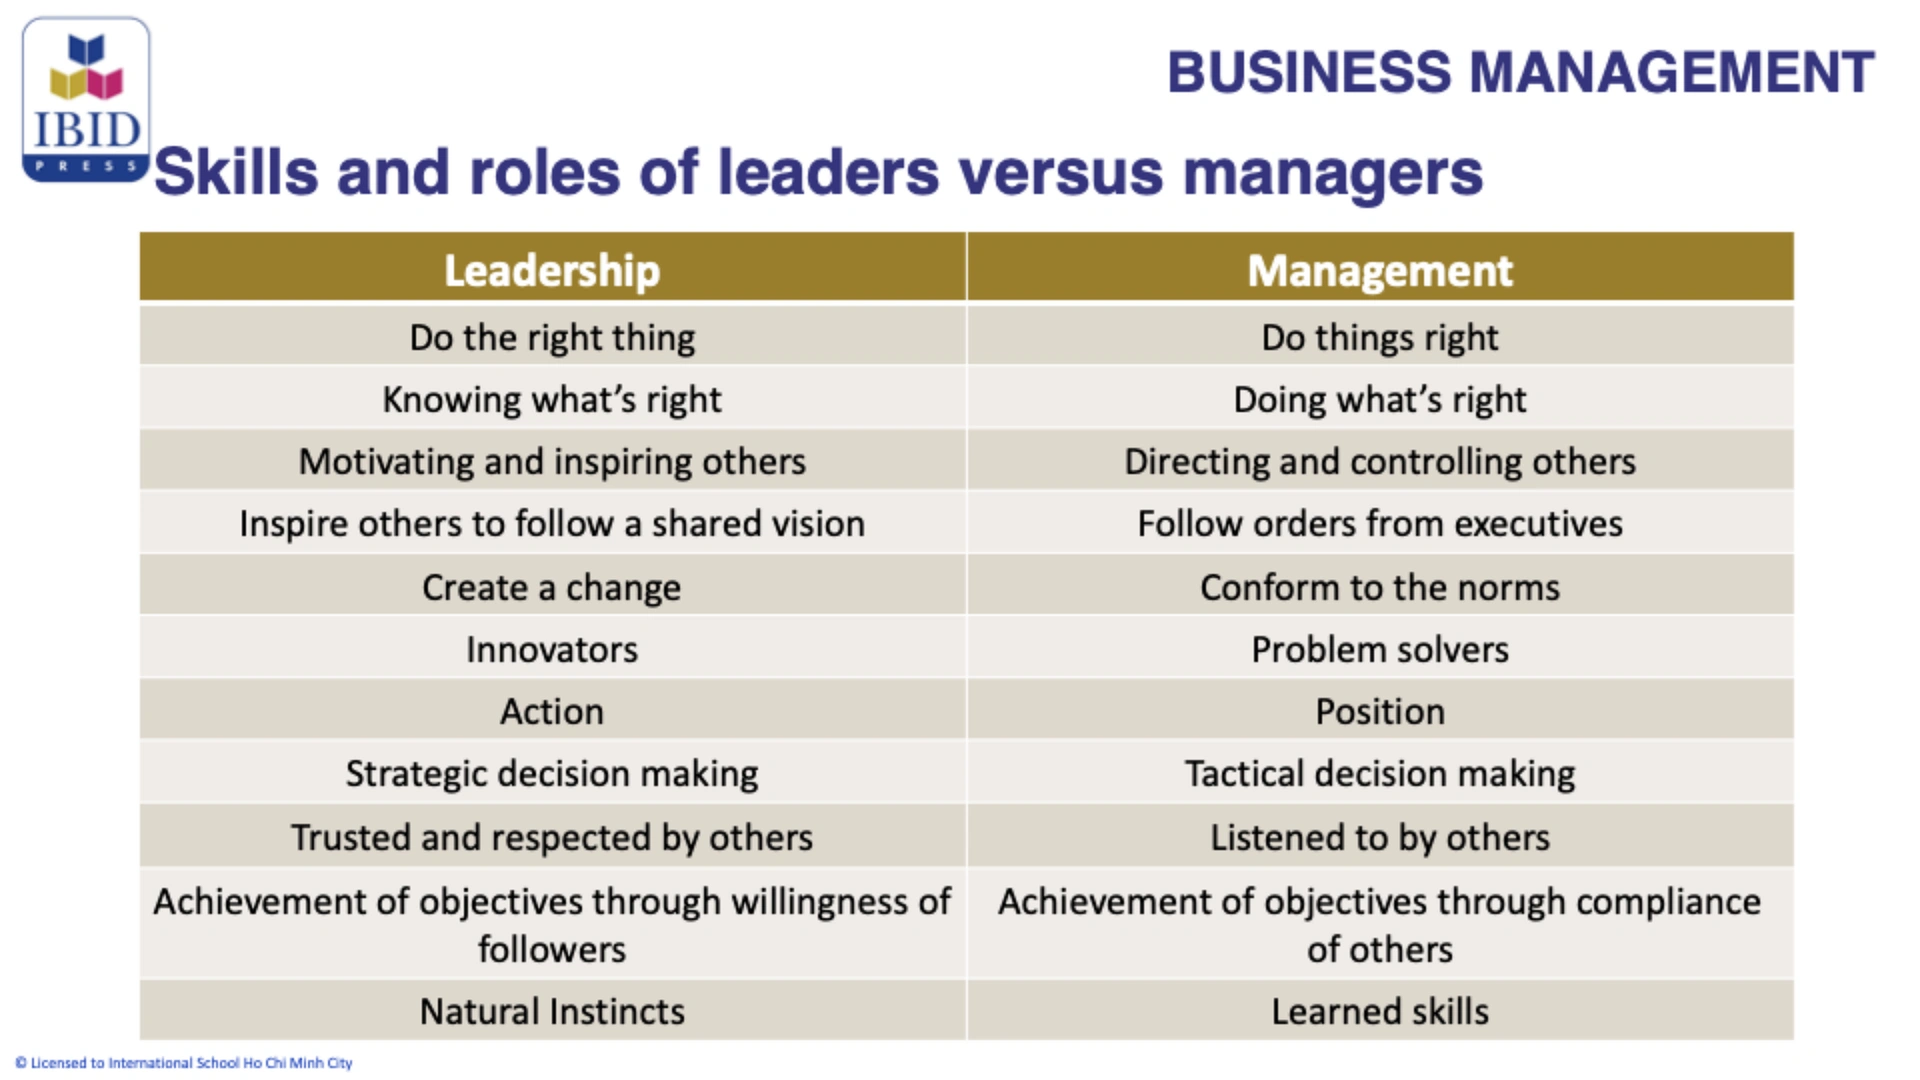 IBID
PRESS
BUSINESS MANAGEMENT
Skills and roles of leaders versus managers
Leadership Management
Do the right thing Do things right
Knowing what’s right Doing what’s right
Motivating and inspiring others Directing and controlling others
Inspire others to follow a shared vision Follow orders from executives
Create a change Conform to the norms
Innovators Problem solvers
Action Position
Strategic decision making Tactical decision making
Trusted and respected by others Listened to by others
Achievement of objectives through willingness of
followers
Achievement of objectives through compliance
of others
Natural Instincts Learned skills
© Licensed to International School Ho Chi Minh City